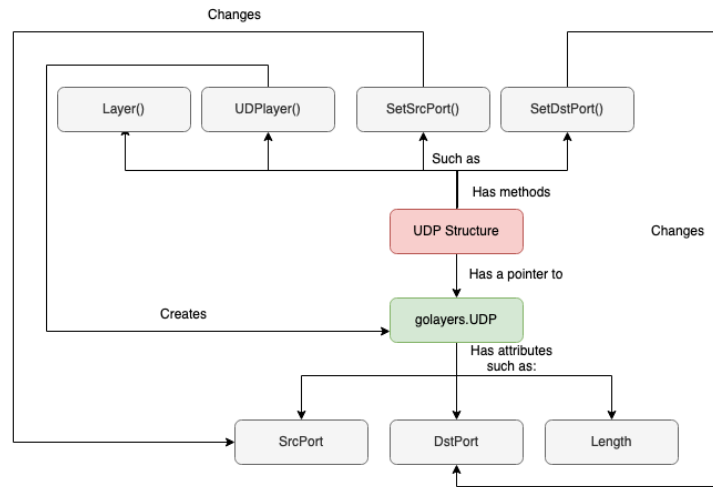 Changes
Layer()
UDPlayer()
SetSrcPort()
SetDstPort()
Such as
Has methods
UDP Structure
Changes
Has a pointer to
Creates
golayers.UDP
Has attributes
such as:
SrcPort
DstPort
Length